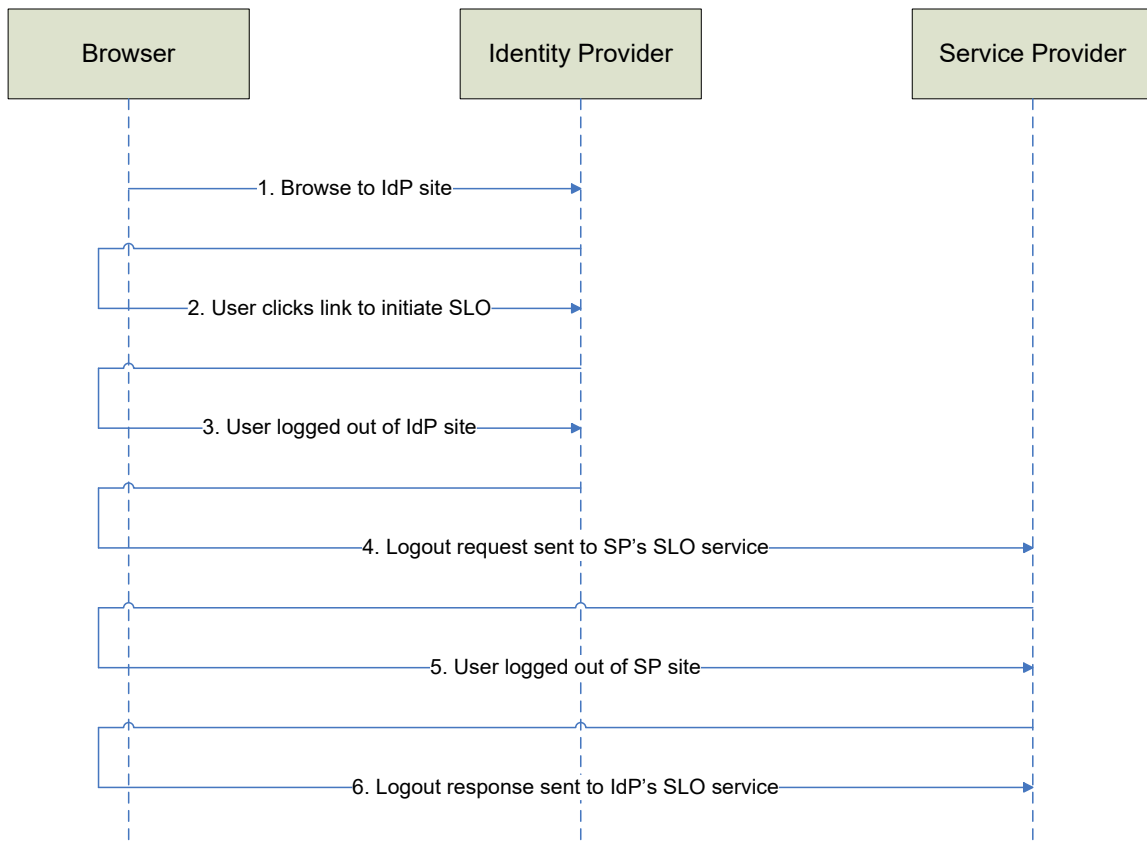 Browser
Identity Provider
Service Provider
1. Browse to IdP site
2. User clicks link to initiate SLO
3. User logged out of IdP site
4. Logout request sent to SP’s SLO service
5. User logged out of SP site
6. Logout response sent to IdP’s SLO service